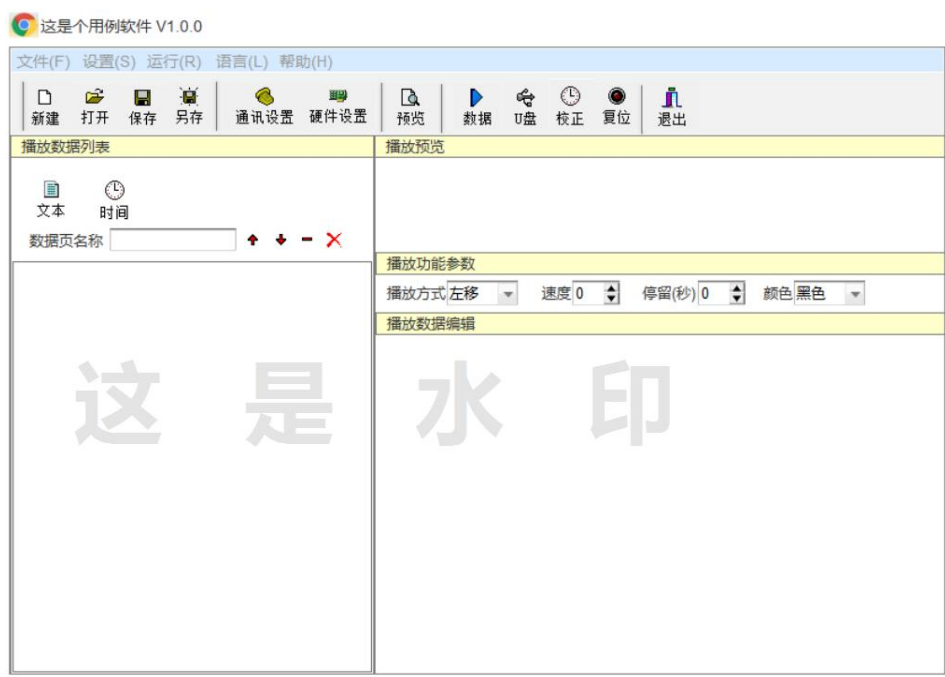 这是个用例软件 V1.0.0
文件(F) 设置(S) 运行(R) 语言(L) 帮助(H)
新建 打开 保存 另存 通讯设置 硬件设置 预览 数据 U盘 校正 复位 退出
播放数据列表
播放预览
文本 时间
数据页名称
播放功能参数
播放方式 左移 速度 0 停留(秒) 0 颜色 黑色
播放数据编辑
这是水印